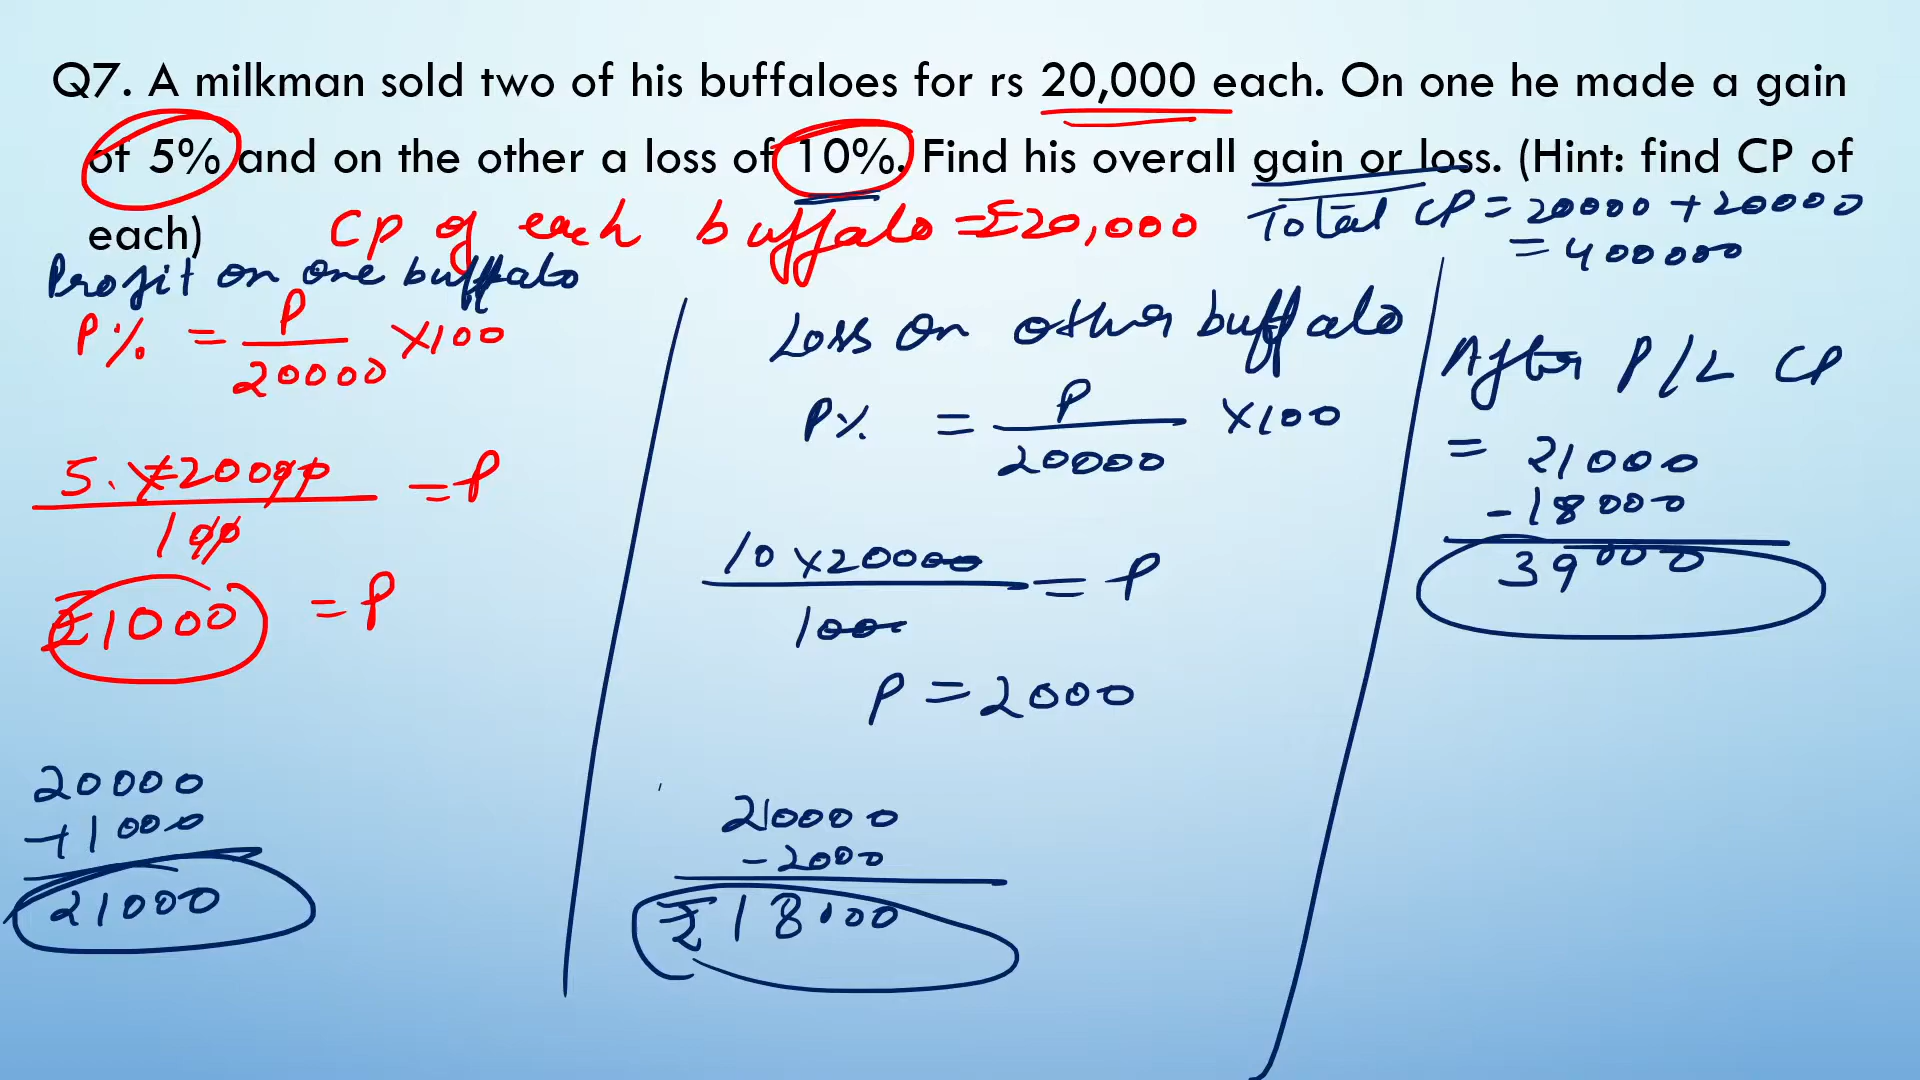 Q7. A milkman sold two of his buffaloes for rs 20,000 each. On one he made a gain
of 5% and on the other a loss of 10%. Find his overall gain or loss. (Hint: find CP of
each)
CP of each buffalo = ₹20,000
Total CP = 20000 + 20000
= 400000
Profit on one buffalo
P% = P/20000 × 100
5 × ₹20000 / 100 = P
₹1000 = P
20000
+1000
21000
Loss on other buffalo
P% = P/20000 × 100
10 × 20000 / 100 = P
P = 2000
20000
-2000
₹18000
After P/L CP
= 21000
-18000
39000